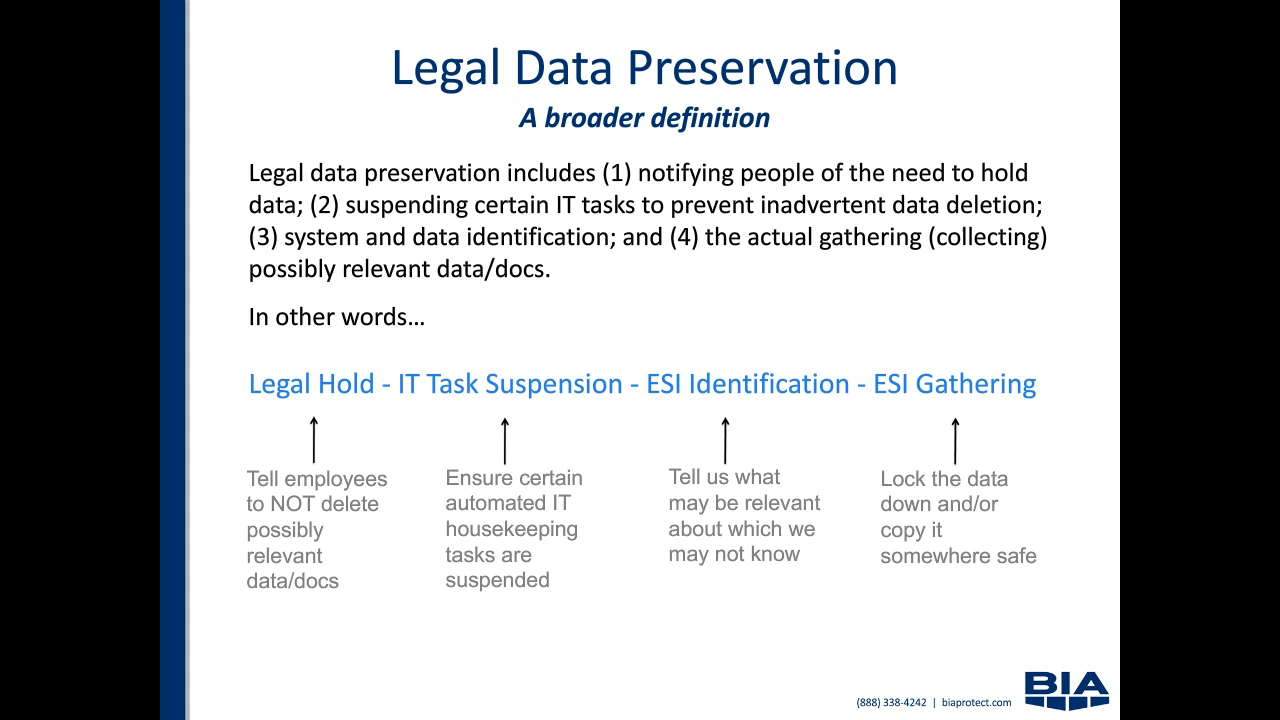 Legal Data Preservation
A broader definition
Legal data preservation includes (1) notifying people of the need to hold
data; (2) suspending certain IT tasks to prevent inadvertent data deletion;
(3) system and data identification; and (4) the actual gathering (collecting)
possibly relevant data/docs.
In other words…
Legal Hold - IT Task Suspension - ESI Identification - ESI Gathering
Tell employees
to NOT delete
possibly
relevant
data/docs
Ensure certain
automated IT
housekeeping
tasks are
suspended
Tell us what
may be relevant
about which we
may not know
Lock the data
down and/or
copy it
somewhere safe
(888) 338-4242 | biaprotect.com
BIA